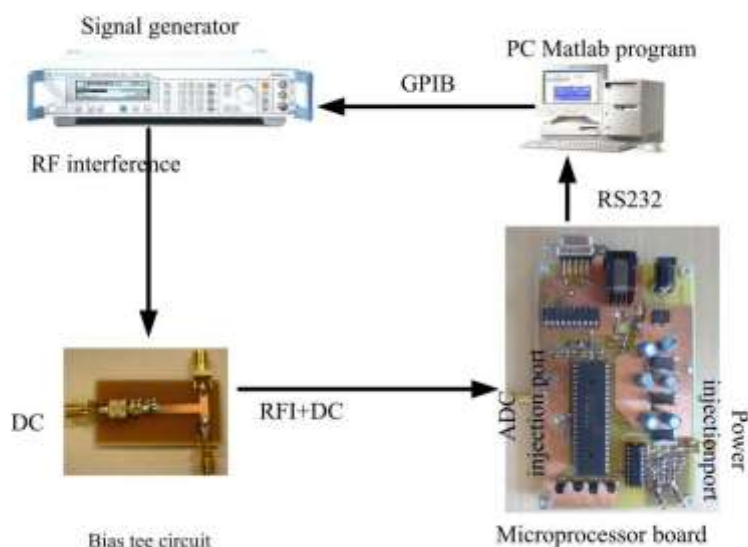 Signal generator
PC Matlab program
GPIB
RF interference
RS232
DC
RFI+DC
ADC
injection port
Power
injectionport
Bias tee circuit
Microprocessor board